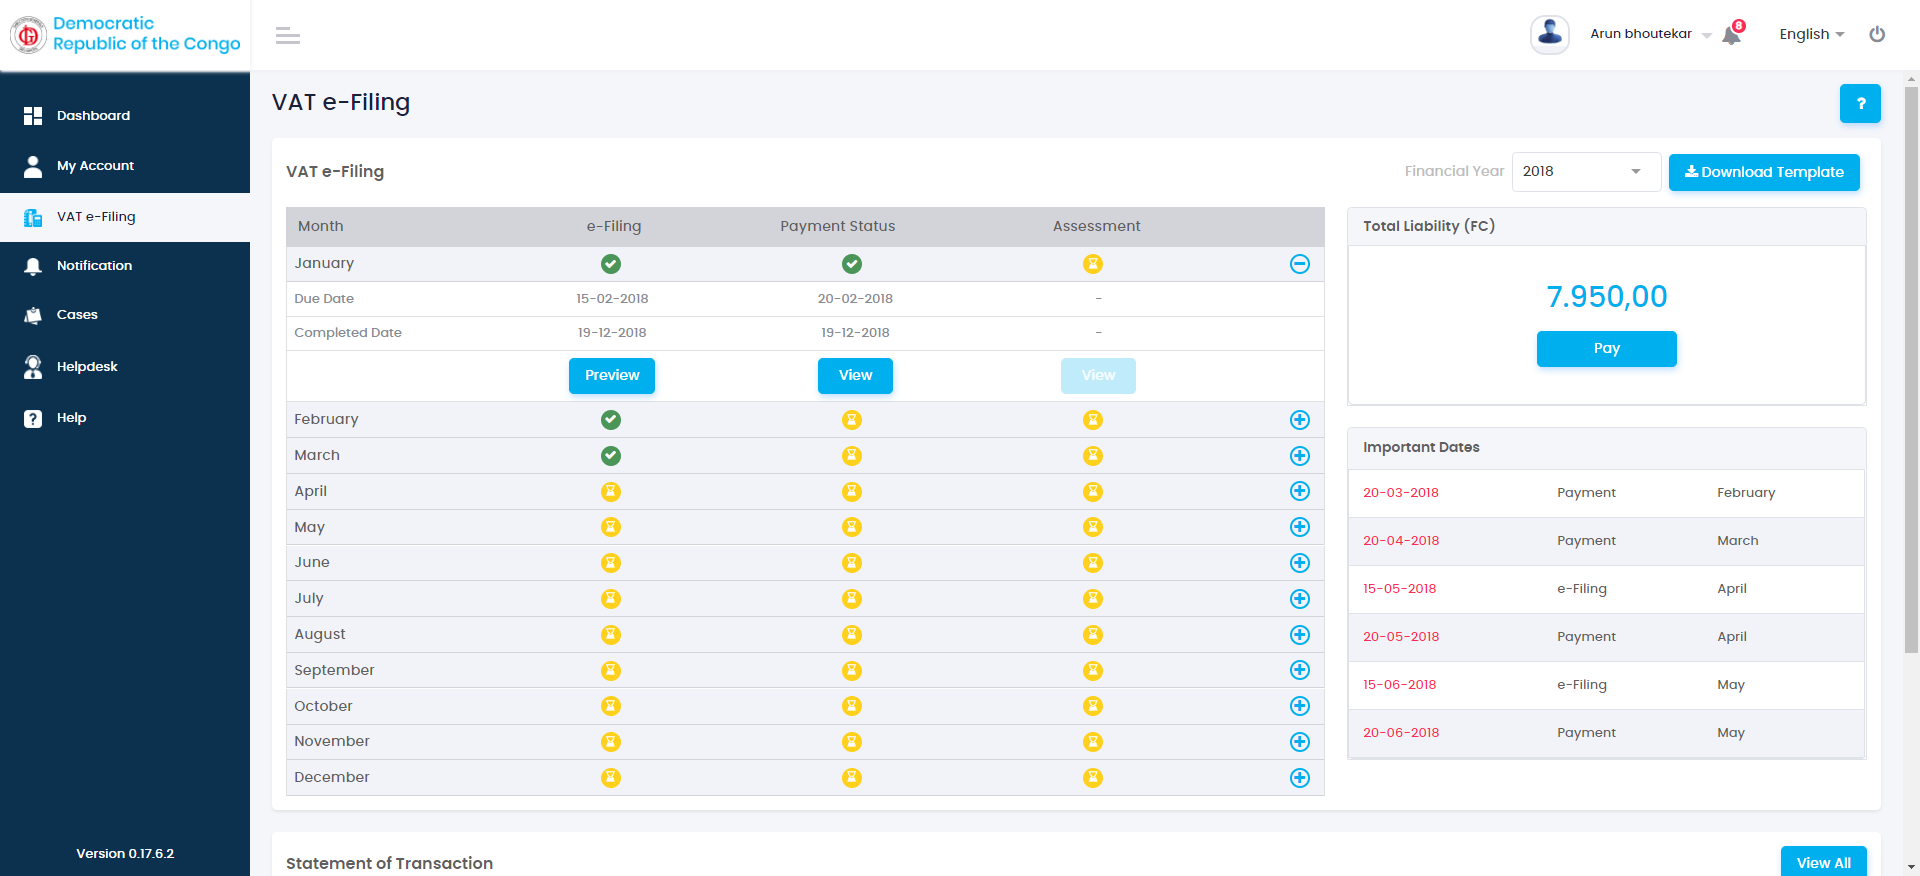 Democratic
Republic of the Congo
Arun bhoutekar
8
English
Dashboard
My Account
VAT e-Filing
Notification
Cases
Helpdesk
Help
Version 0.17.6.2
VAT e-Filing
?
VAT e-Filing
Financial Year 2018 Download Template
Month e-Filing Payment Status Assessment
January
Due Date 15-02-2018 20-02-2018 -
Completed Date 19-12-2018 19-12-2018 -
Preview View View
February
March
April
May
June
July
August
September
October
November
December
Total Liability (FC)
7.950,00
Pay
Important Dates
20-03-2018 Payment February
20-04-2018 Payment March
15-05-2018 e-Filing April
20-05-2018 Payment April
15-06-2018 e-Filing May
20-06-2018 Payment May
Statement of Transaction
View All